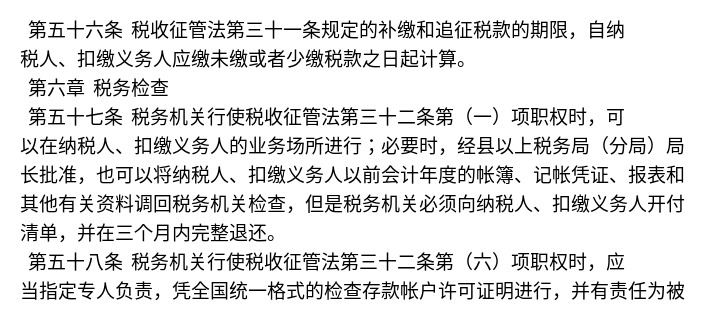 第五十六条 税收征管法第三十一条规定的补缴和追征税款的期限，自纳
税人、扣缴义务人应缴未缴或者少缴税款之日起计算。
第六章 税务检查
第五十七条 税务机关行使税收征管法第三十二条第（一）项职权时，可
以在纳税人、扣缴义务人的业务场所进行；必要时，经县以上税务局（分局）局
长批准，也可以将纳税人、扣缴义务人以前会计年度的帐簿、记帐凭证、报表和
其他有关资料调回税务机关检查，但是税务机关必须向纳税人、扣缴义务人开付
清单，并在三个月内完整退还。
第五十八条 税务机关行使税收征管法第三十二条第（六）项职权时，应
当指定专人负责，凭全国统一格式的检查存款帐户许可证明进行，并有责任为被